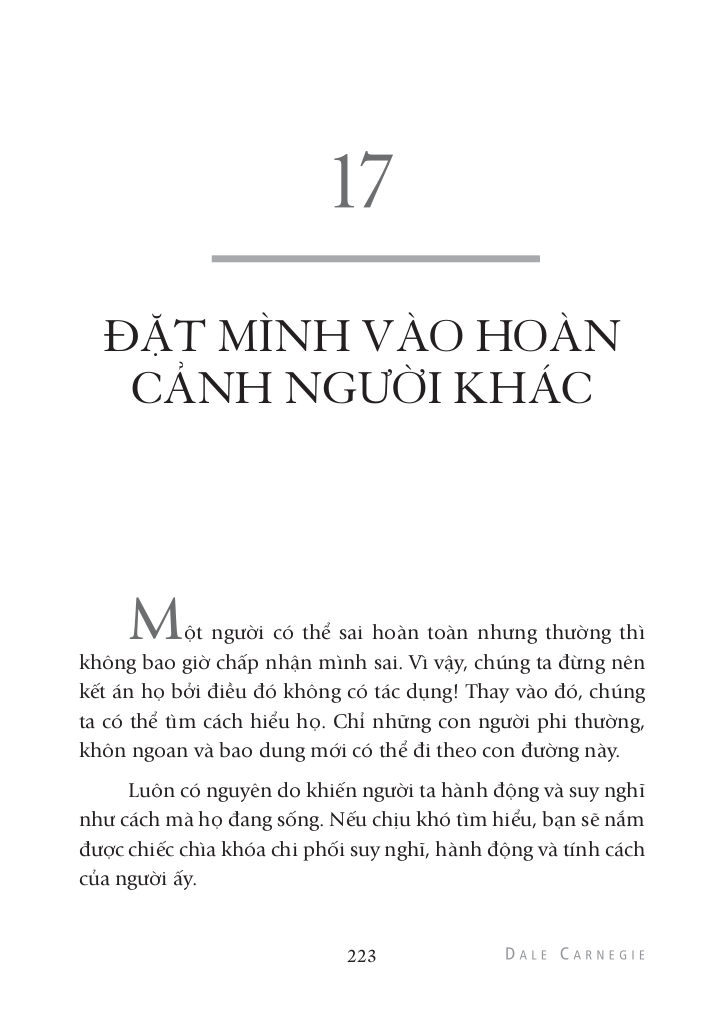 17
ĐẶT MÌNH VÀO HOÀN
CẢNH NGƯỜI KHÁC
Một người có thể sai hoàn toàn nhưng thường thì
không bao giờ chấp nhận mình sai. Vì vậy, chúng ta đừng nên
kết án họ bởi điều đó không có tác dụng! Thay vào đó, chúng
ta có thể tìm cách hiểu họ. Chỉ những con người phi thường,
khôn ngoan và bao dung mới có thể đi theo con đường này.
Luôn có nguyên do khiến người ta hành động và suy nghĩ
như cách mà họ đang sống. Nếu chịu khó tìm hiểu, bạn sẽ nắm
được chiếc chìa khóa chi phối suy nghĩ, hành động và tính cách
của người ấy.
223
DALE CARNEGIE